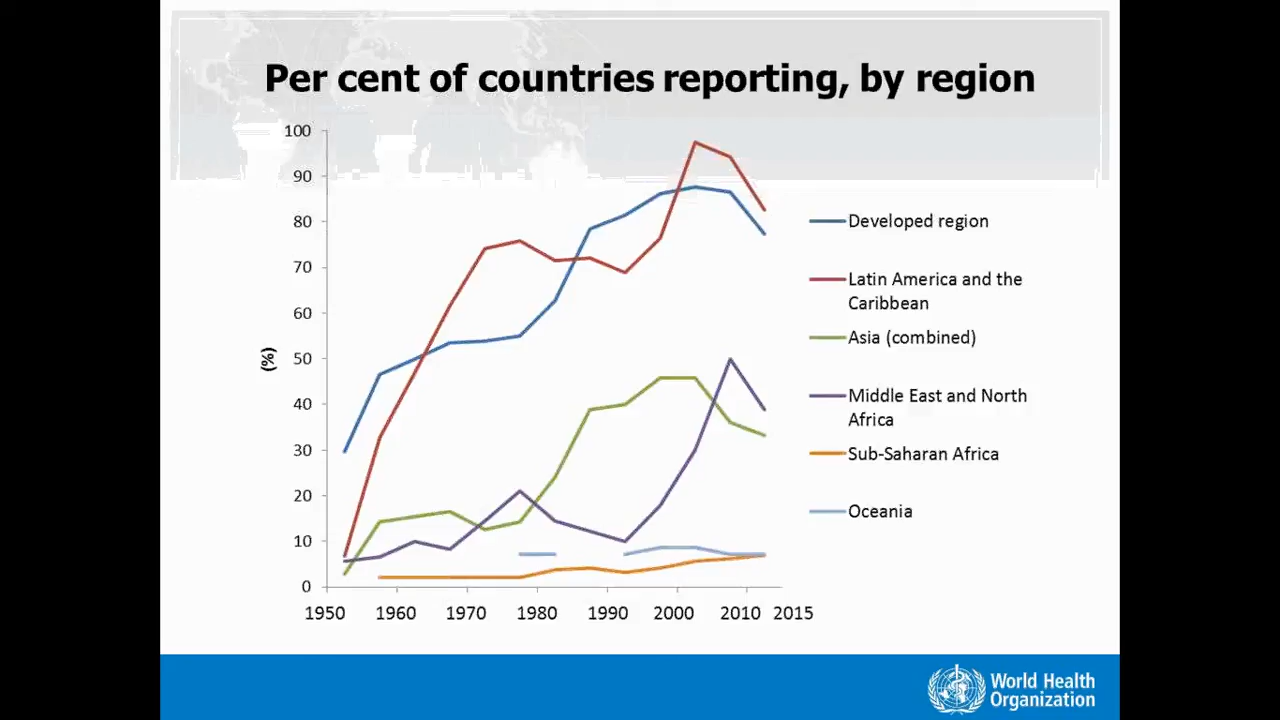 Per cent of countries reporting, by region
100
90
80
70
60
50
40
30
20
10
0
(%)
1950 1960 1970 1980 1990 2000 2010 2015
Developed region
Latin America and the
Caribbean
Asia (combined)
Middle East and North
Africa
Sub-Saharan Africa
Oceania
World Health
Organization